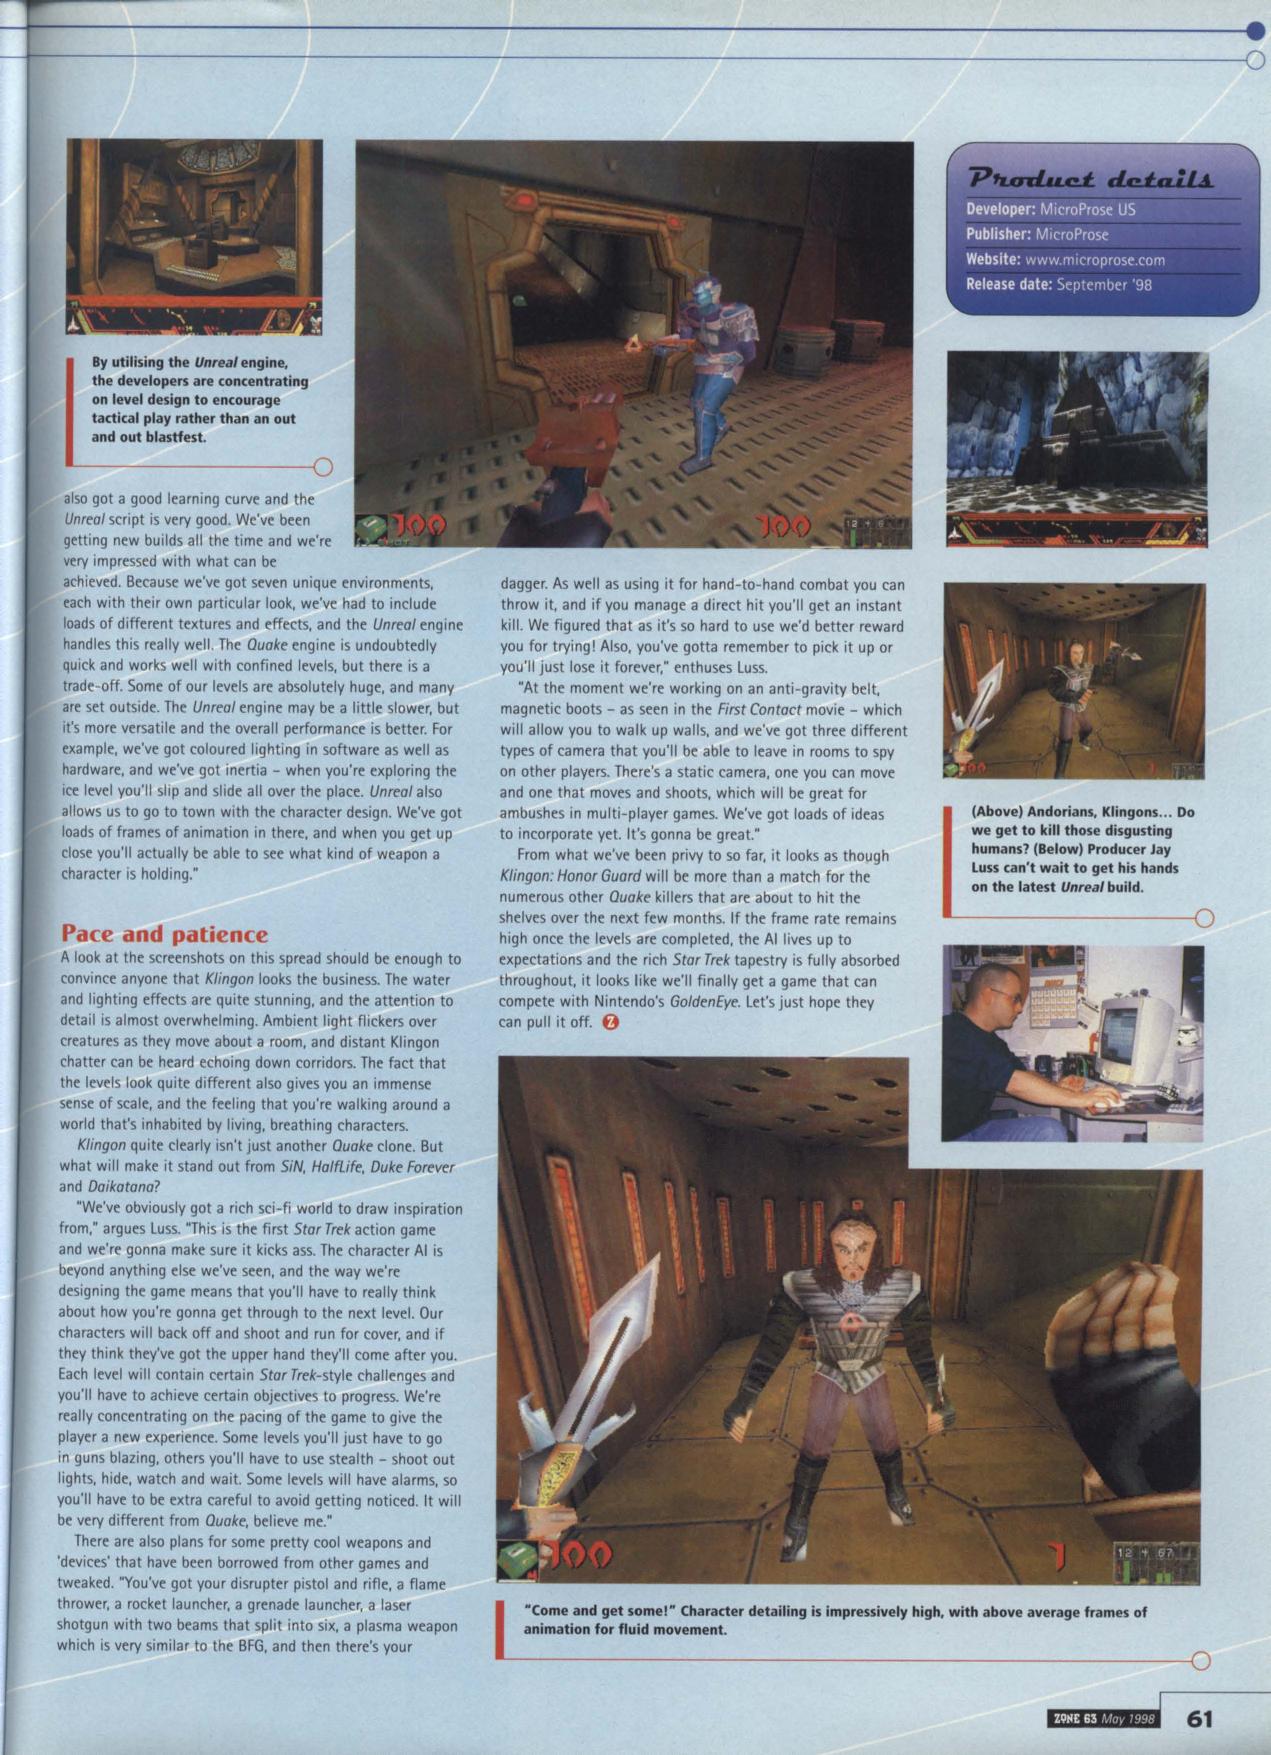 Product details
Developer: MicroProse US
Publisher: MicroProse
Website: www.microprose.com
Release date: September '98
By utilising the Unreal engine,
the developers are concentrating
on level design to encourage
tactical play rather than an out
and out blastfest.
100
100
also got a good learning curve and the
Unreal script is very good. We've been
getting new builds all the time and we're
very impressed with what can be
achieved. Because we've got seven unique environments,
each with their own particular look, we've had to include
loads of different textures and effects, and the Unreal engine
handles this really well. The Quake engine is undoubtedly
quick and works well with confined levels, but there is a
trade-off. Some of our levels are absolutely huge, and many
are set outside. The Unreal engine may be a little slower, but
it's more versatile and the overall performance is better. For
example, we've got coloured lighting in software as well as
hardware, and we've got inertia – when you're exploring the
ice level you'll slip and slide all over the place. Unreal also
allows us to go to town with the character design. We've got
loads of frames of animation in there, and when you get up
close you'll actually be able to see what kind of weapon a
character is holding."
Pace and patience
A look at the screenshots on this spread should be enough to
convince anyone that Klingon looks the business. The water
and lighting effects are quite stunning, and the attention to
detail is almost overwhelming. Ambient light flickers over
creatures as they move about a room, and distant Klingon
chatter can be heard echoing down corridors. The fact that
the levels look quite different also gives you an immense
sense of scale, and the feeling that you're walking around a
world that's inhabited by living, breathing characters.
Klingon quite clearly isn't just another Quake clone. But
what will make it stand out from SiN, HalfLife, Duke Forever
and Daikatana?
"We've obviously got a rich sci-fi world to draw inspiration
from," argues Luss. "This is the first Star Trek action game
and we're gonna make sure it kicks ass. The character AI is
beyond anything else we've seen, and the way we're
designing the game means that you'll have to really think
about how you're gonna get through to the next level. Our
characters will back off and shoot and run for cover, and if
they think they've got the upper hand they'll come after you.
Each level will contain certain Star Trek-style challenges and
you'll have to achieve certain objectives to progress. We're
really concentrating on the pacing of the game to give the
player a new experience. Some levels you'll just have to go
in guns blazing, others you'll have to use stealth – shoot out
lights, hide, watch and wait. Some levels will have alarms, so
you'll have to be extra careful to avoid getting noticed. It will
be very different from Quake, believe me."
There are also plans for some pretty cool weapons and
'devices' that have been borrowed from other games and
tweaked. "You've got your disrupter pistol and rifle, a flame
thrower, a rocket launcher, a grenade launcher, a laser
shotgun with two beams that split into six, a plasma weapon
which is very similar to the BFG, and then there's your
dagger. As well as using it for hand-to-hand combat you can
throw it, and if you manage a direct hit you'll get an instant
kill. We figured that as it's so hard to use we'd better reward
you for trying! Also, you've gotta remember to pick it up or
you'll just lose it forever," enthuses Luss.
"At the moment we're working on an anti-gravity belt,
magnetic boots – as seen in the First Contact movie – which
will allow you to walk up walls, and we've got three different
types of camera that you'll be able to leave in rooms to spy
on other players. There's a static camera, one you can move
and one that moves and shoots, which will be great for
ambushes in multi-player games. We've got loads of ideas
to incorporate yet. It's gonna be great."
From what we've been privy to so far, it looks as though
Klingon: Honor Guard will be more than a match for the
numerous other Quake killers that are about to hit the
shelves over the next few months. If the frame rate remains
high once the levels are completed, the AI lives up to
expectations and the rich Star Trek tapestry is fully absorbed
throughout, it looks like we'll finally get a game that can
compete with Nintendo's GoldenEye. Let's just hope they
can pull it off. Z
(Above) Andorians, Klingons... Do
we get to kill those disgusting
humans? (Below) Producer Jay
Luss can't wait to get his hands
on the latest Unreal build.
100
1
12 4 67
"Come and get some!" Character detailing is impressively high, with above average frames of
animation for fluid movement.
ZONE 63 May 1998
61